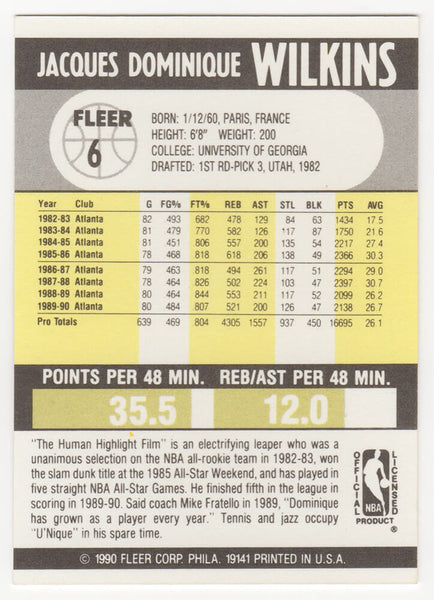 JACQUES DOMINIQUE WILKINS
FLEER
6
BORN: 1/12/60, PARIS, FRANCE
HEIGHT: 6'8" WEIGHT: 200
COLLEGE: UNIVERSITY OF GEORGIA
DRAFTED: 1ST RD-PICK 3, UTAH, 1982
Year Club G FG% FT% REB AST STL BLK PTS AVG
1982-83 Atlanta 82 493 682 478 129 84 63 1434 17.5
1983-84 Atlanta 81 479 770 582 126 117 87 1750 21.6
1984-85 Atlanta 81 451 806 557 200 135 54 2217 27.4
1985-86 Atlanta 78 468 818 618 206 138 49 2366 30.3
1986-87 Atlanta 79 463 818 494 261 117 51 2294 29.0
1987-88 Atlanta 78 464 826 502 224 103 47 2397 30.7
1988-89 Atlanta 80 464 844 553 211 117 52 2099 26.2
1989-90 Atlanta 80 484 807 521 200 126 47 2138 26.7
Pro Totals 639 469 804 4305 1557 937 450 16695 26.1
POINTS PER 48 MIN. REB/AST PER 48 MIN.
35.5 12.0
"The Human Highlight Film" is an electrifying leaper who was a
unanimous selection on the NBA all-rookie team in 1982-83, won
the slam dunk title at the 1985 All-Star Weekend, and has played in
five straight NBA All-Star Games. He finished fifth in the league in
scoring in 1989-90. Said coach Mike Fratello in 1989, "Dominique
has grown as a player every year." Tennis and jazz occupy
"U'Nique" in his spare time.
OFFICIAL
LICENSED
NBA
PRODUCT
®
© 1990 FLEER CORP. PHILA. 19141 PRINTED IN U.S.A.